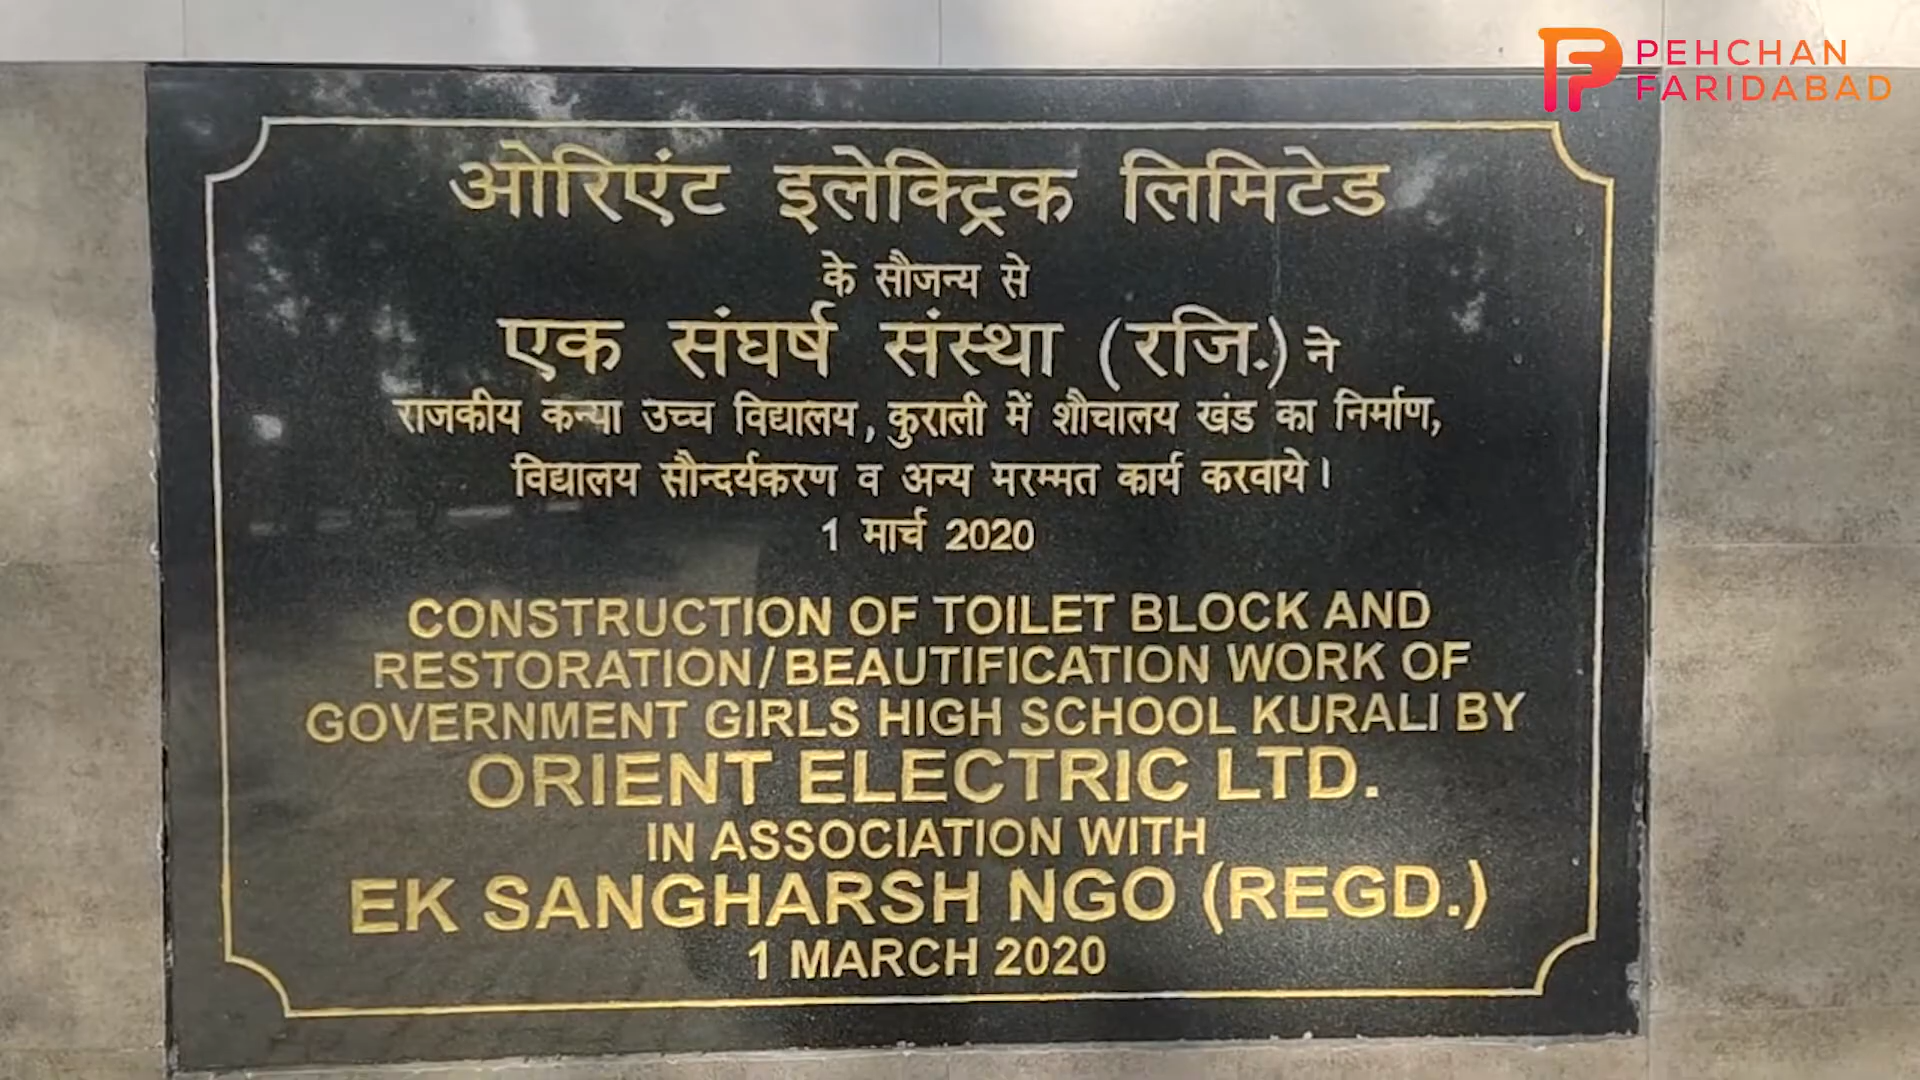 PEHCHAN
FARIDABAD
ओरिएंट इलेक्ट्रिक लिमिटेड
के सौजन्य से
एक संघर्ष संस्था (रजि.) ने
राजकीय कन्या उच्च विद्यालय, कुराली में शौचालय खंड का निर्माण,
विद्यालय सौन्दर्यकरण व अन्य मरम्मत कार्य करवाये।
1 मार्च 2020
CONSTRUCTION OF TOILET BLOCK AND
RESTORATION/BEAUTIFICATION WORK OF
GOVERNMENT GIRLS HIGH SCHOOL KURALI BY
ORIENT ELECTRIC LTD.
IN ASSOCIATION WITH
EK SANGHARSH NGO (REGD.)
1 MARCH 2020